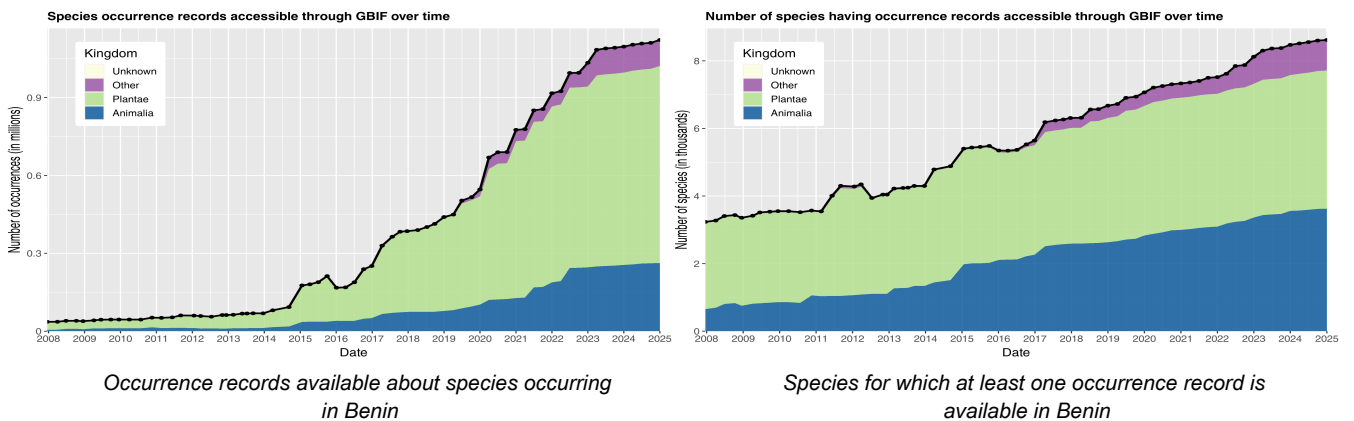 Species occurrence records accessible through GBIF over time
Number of occurrences (in millions)
0.9
0.6
0.3
0
Kingdom
Unknown
Other
Plantae
Animalia
2008 2009 2010 2011 2012 2013 2014 2015 2016 2017 2018 2019 2020 2021 2022 2023 2024 2025
Date
Occurrence records available about species occurring
in Benin
Number of species having occurrence records accessible through GBIF over time
Number of species (in thousands)
8
6
4
2
0
Kingdom
Unknown
Other
Plantae
Animalia
2008 2009 2010 2011 2012 2013 2014 2015 2016 2017 2018 2019 2020 2021 2022 2023 2024 2025
Date
Species for which at least one occurrence record is
available in Benin